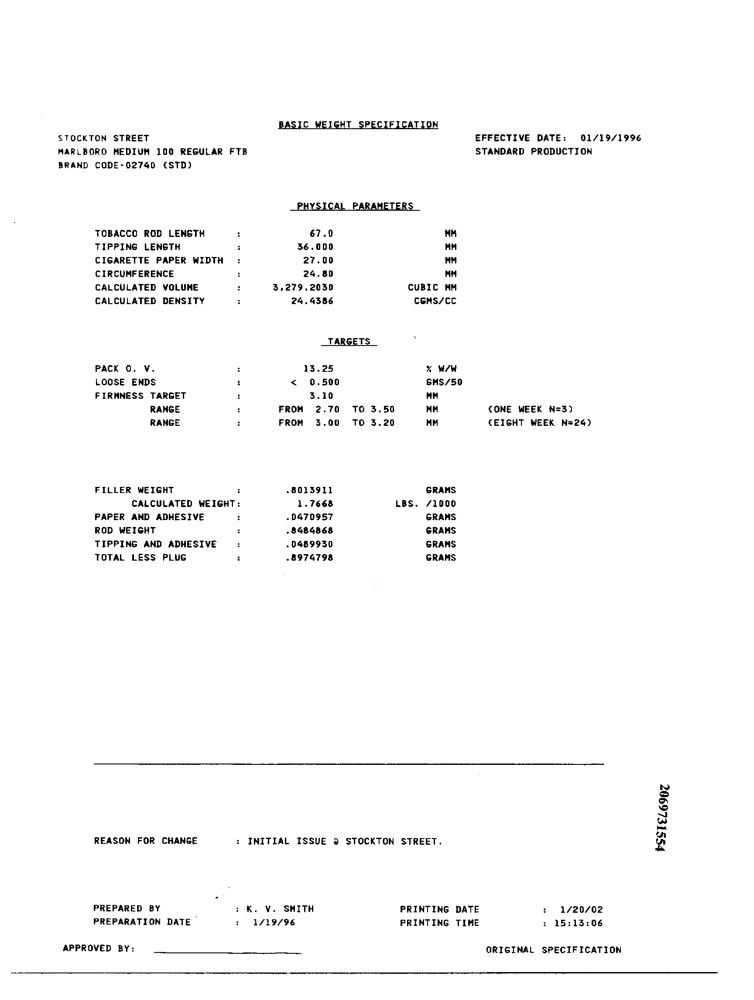 BASIC WEIGHT SPECIFICATION
STOCKTON STREET EFFECTIVE DATE: 01/19/1996
MARLBORO MEDIUM 100 REGULAR FTB STANDARD PRODUCTION
BRAND CODE-02740 (STD)
PHYSICAL PARAMETERS
TOBACCO ROD LENGTH : 67.0 MM
TIPPING LENGTH : 36.000 MM
CIGARETTE PAPER WIDTH : 27.00 MM
CIRCUMFERENCE : 24.80 MM
CALCULATED VOLUME : 3,279.2030 CUBIC MM
CALCULATED DENSITY : 24.4386 CGMS/CC
TARGETS
PACK O. V. : 13.25 % W/W
LOOSE ENDS : < 0.500 GMS/50
FIRMNESS TARGET : 3.10 MM
RANGE : FROM 2.70 TO 3.50 MM (ONE WEEK N=3)
RANGE : FROM 3.00 TO 3.20 MM (EIGHT WEEK N=24)
FILLER WEIGHT : .8013911 GRAMS
CALCULATED WEIGHT: 1.7668 LBS. /1000
PAPER AND ADHESIVE : .0470957 GRAMS
ROD WEIGHT : .8484868 GRAMS
TIPPING AND ADHESIVE : .0489930 GRAMS
TOTAL LESS PLUG : .8974798 GRAMS
2069731554
REASON FOR CHANGE : INITIAL ISSUE @ STOCKTON STREET.
PREPARED BY : K. V. SMITH PRINTING DATE : 1/20/02
PREPARATION DATE : 1/19/96 PRINTING TIME : 15:13:06
APPROVED BY: ORIGINAL SPECIFICATION